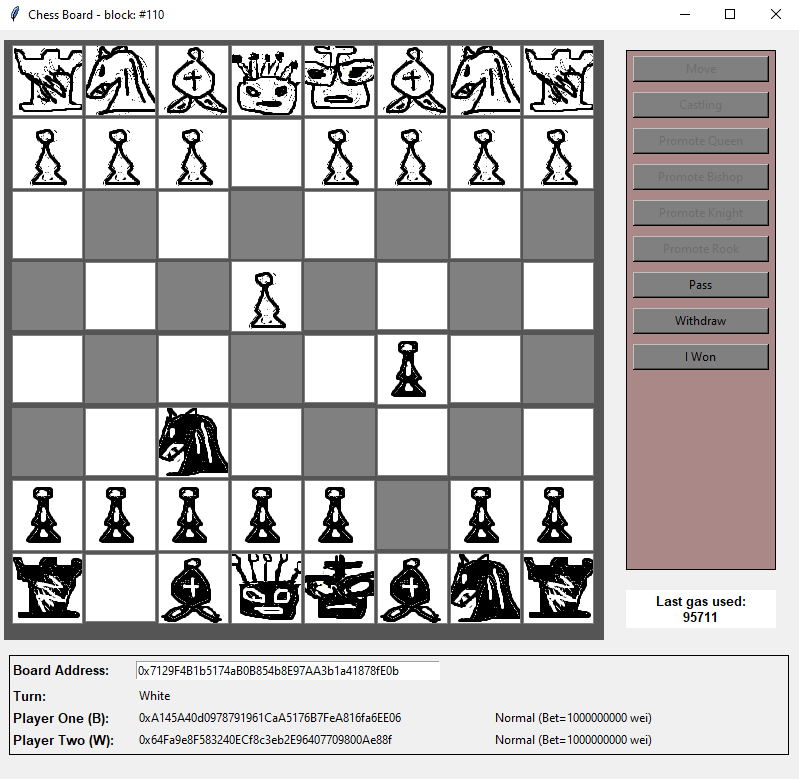 Chess Board - block: #110
Move
Castling
Promote Queen
Promote Bishop
Promote Knight
Promote Rook
Pass
Withdraw
I Won
Last gas used:
95711
Board Address: 0x7129F4B1b5174aB0B854b8E97AA3b1a41878fE0b
Turn: White
Player One (B): 0xA145A40d0978791961CaA5176B7FeA816fa6EE06 Normal (Bet=1000000000 wei)
Player Two (W): 0x64Fa9e8F583240ECf8c3eb2E96407709800Ae88f Normal (Bet=1000000000 wei)